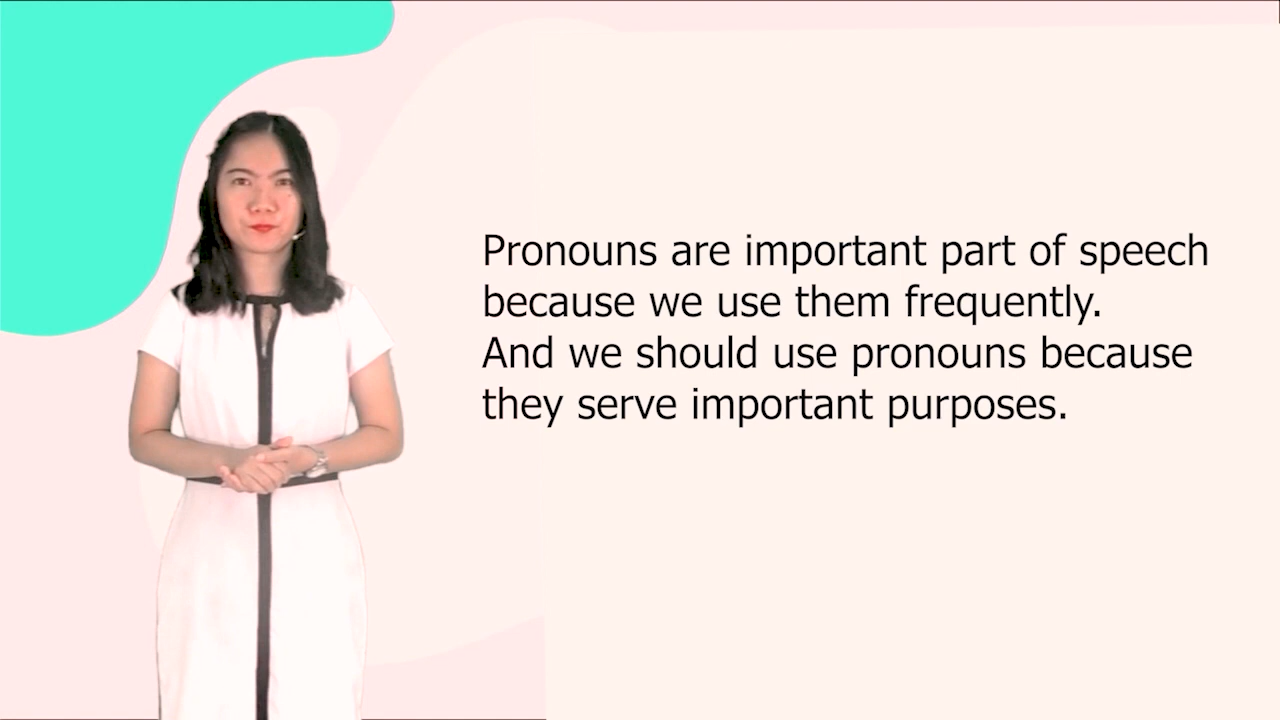 Pronouns are important part of speech
because we use them frequently.
And we should use pronouns because
they serve important purposes.